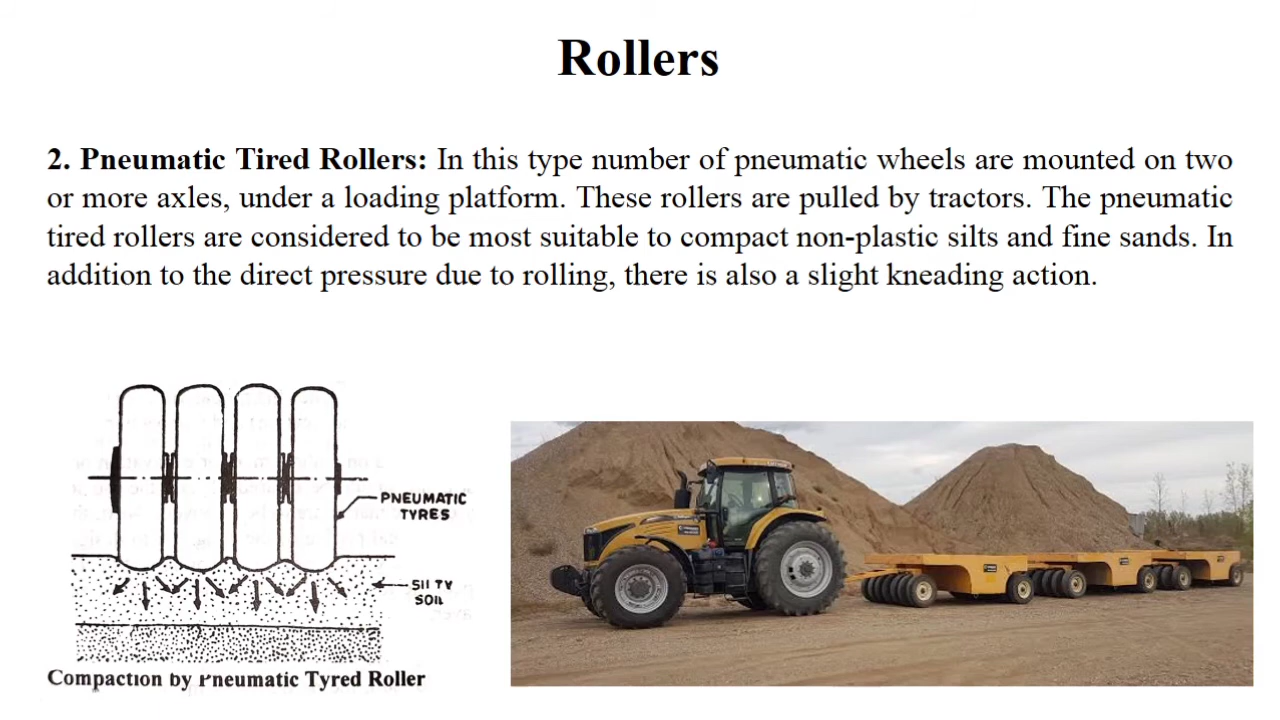 Rollers
2. Pneumatic Tired Rollers: In this type number of pneumatic wheels are mounted on two
or more axles, under a loading platform. These rollers are pulled by tractors. The pneumatic
tired rollers are considered to be most suitable to compact non-plastic silts and fine sands. In
addition to the direct pressure due to rolling, there is also a slight kneading action.
PNEUMATIC
TYRES
SILTY
SOIL
Compaction by Pneumatic Tyred Roller